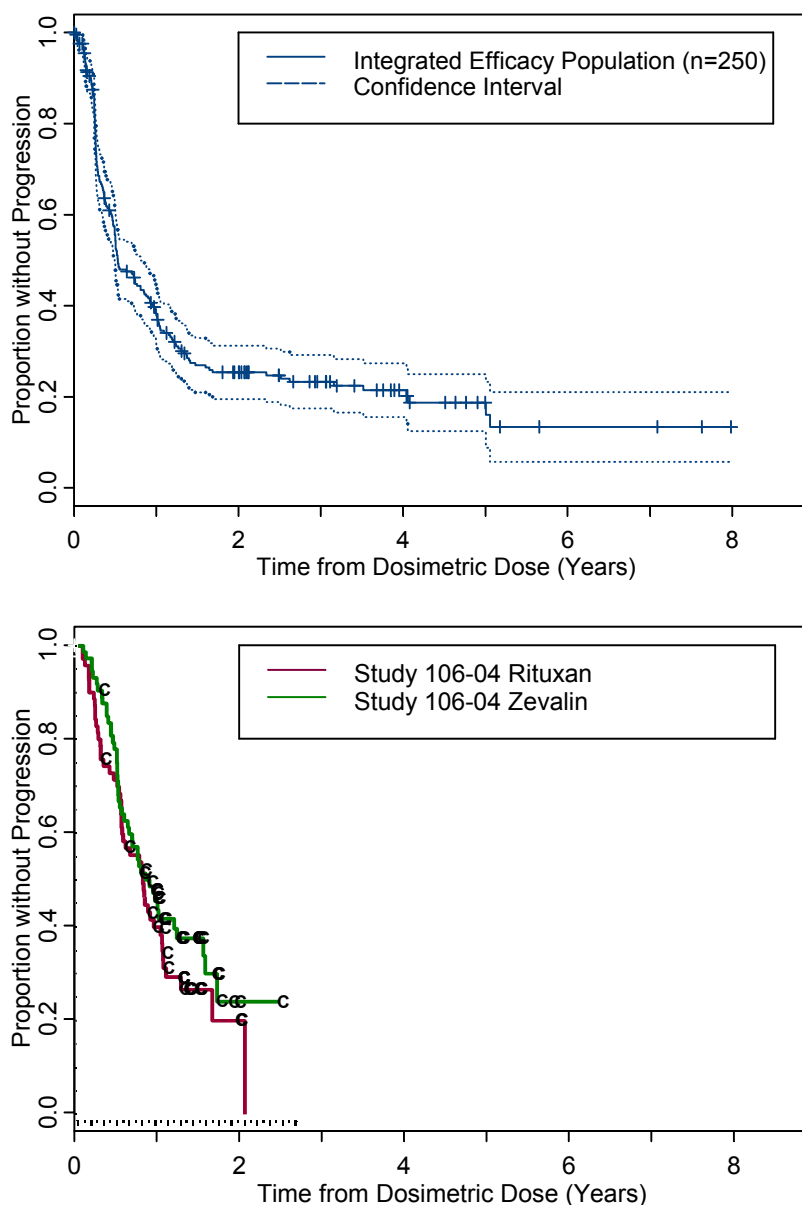 Integrated Efficacy Population (n=250)
Confidence Interval
Proportion without Progression
1.0
0.8
0.6
0.4
0.2
0.0
0 2 4 6 8
Time from Dosimetric Dose (Years)
Study 106-04 Rituxan
Study 106-04 Zevalin
Proportion without Progression
1.0
0.8
0.6
0.4
0.2
0.0
0 2 4 6 8
Time from Dosimetric Dose (Years)